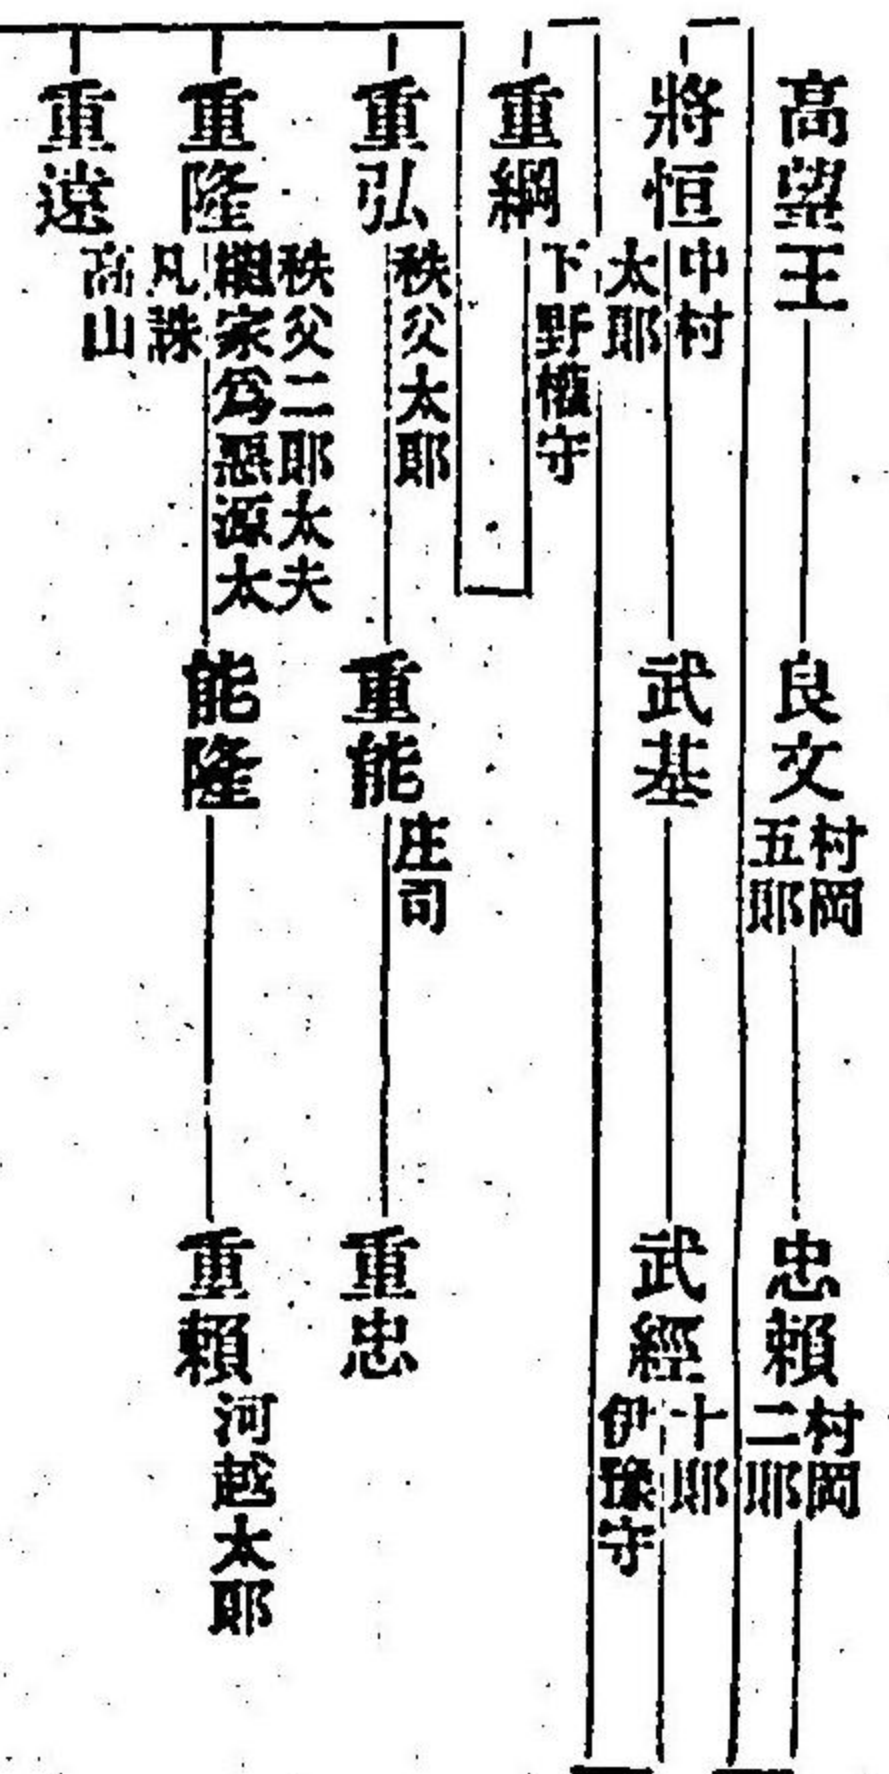 高望王
良文
村岡
五郎
忠頼
村岡
二郎
將恒
中村
太郎
武基
武經
十郎
伊豫守
重綱
下野權守
重弘
秩父太郎
重能
庄司
重忠
重隆
秩父二郎太夫
繼家爲惡源太
凡誅
能隆
重頼
河越太郎
重遠
高山